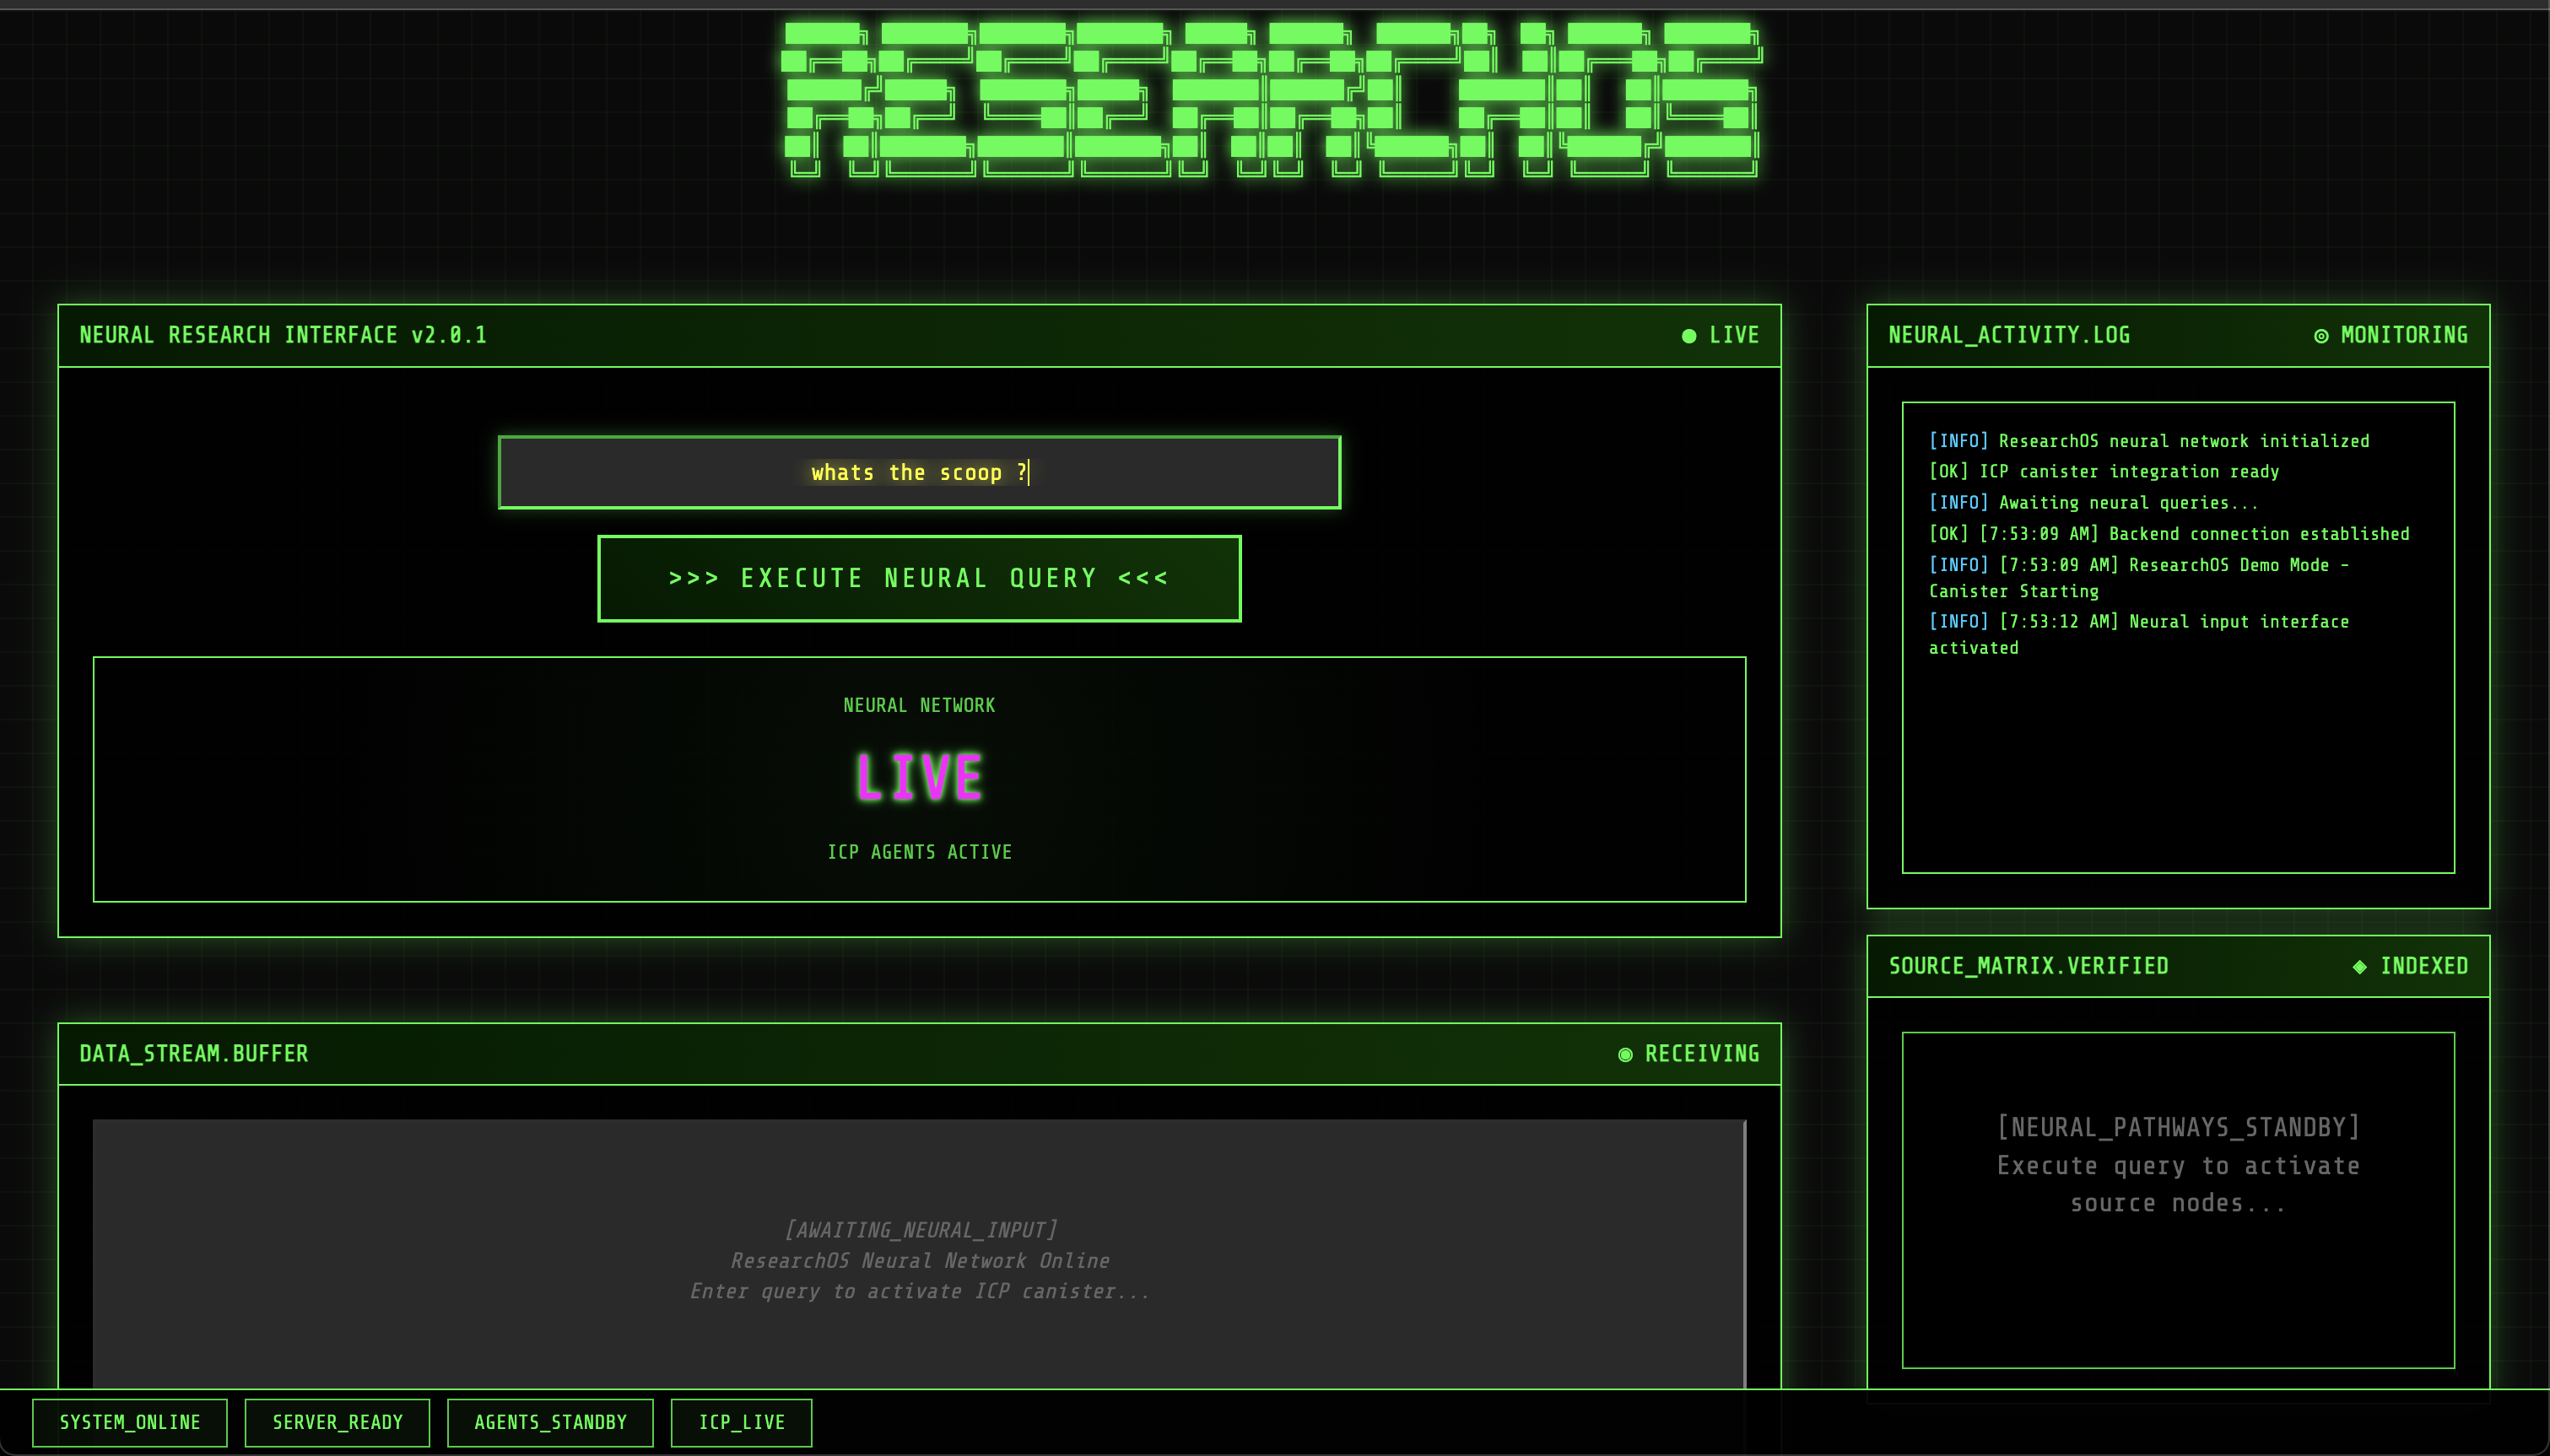 RESEARCHOS
NEURAL RESEARCH INTERFACE v2.0.1
● LIVE
whats the scoop ?
>>> EXECUTE NEURAL QUERY <<<
NEURAL NETWORK
LIVE
ICP AGENTS ACTIVE
DATA_STREAM.BUFFER
◉ RECEIVING
[AWAITING_NEURAL_INPUT]
ResearchOS Neural Network Online
Enter query to activate ICP canister...
NEURAL_ACTIVITY.LOG
◎ MONITORING
[INFO] ResearchOS neural network initialized
[OK] ICP canister integration ready
[INFO] Awaiting neural queries...
[OK] [7:53:09 AM] Backend connection established
[INFO] [7:53:09 AM] ResearchOS Demo Mode -
Canister Starting
[INFO] [7:53:12 AM] Neural input interface
activated
SOURCE_MATRIX.VERIFIED
◈ INDEXED
[NEURAL_PATHWAYS_STANDBY]
Execute query to activate
source nodes...
SYSTEM_ONLINE
SERVER_READY
AGENTS_STANDBY
ICP_LIVE